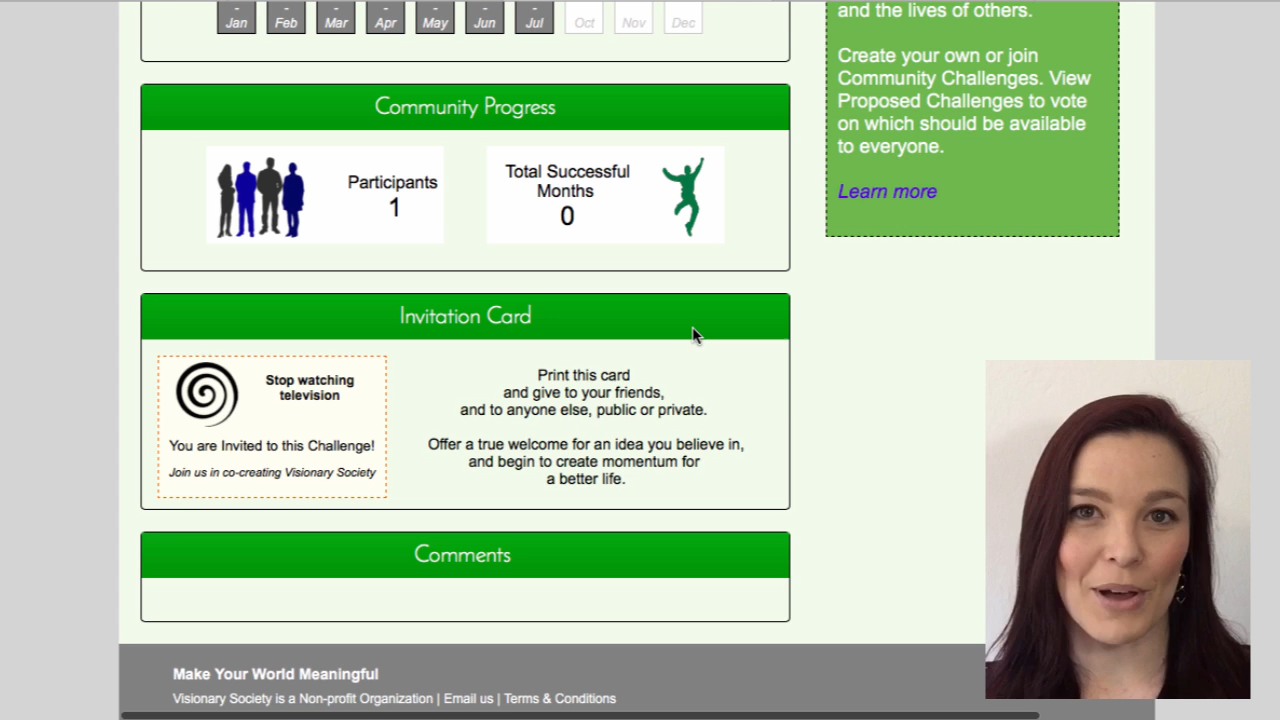 -
Jan
-
Feb
-
Mar
-
Apr
-
May
-
Jun
-
Jul
Oct
Nov
Dec
and the lives of others.
Create your own or join
Community Challenges. View
Proposed Challenges to vote
on which should be available
to everyone.
Learn more
Community Progress
Participants
1
Total Successful
Months
0
Invitation Card
Stop watching
television
You are Invited to this Challenge!
Join us in co-creating Visionary Society
Print this card
and give to your friends,
and to anyone else, public or private.
Offer a true welcome for an idea you believe in,
and begin to create momentum for
a better life.
Comments
Make Your World Meaningful
Visionary Society is a Non-profit Organization | Email us | Terms & Conditions